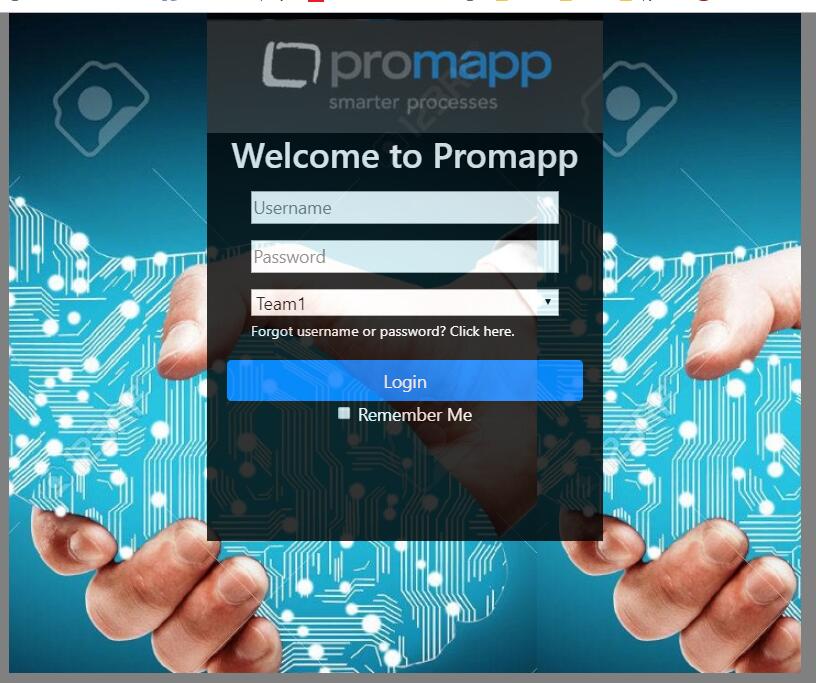 promapp
smarter processes
Welcome to Promapp
Username
Password
Team1
Forgot username or password? Click here.
Login
Remember Me